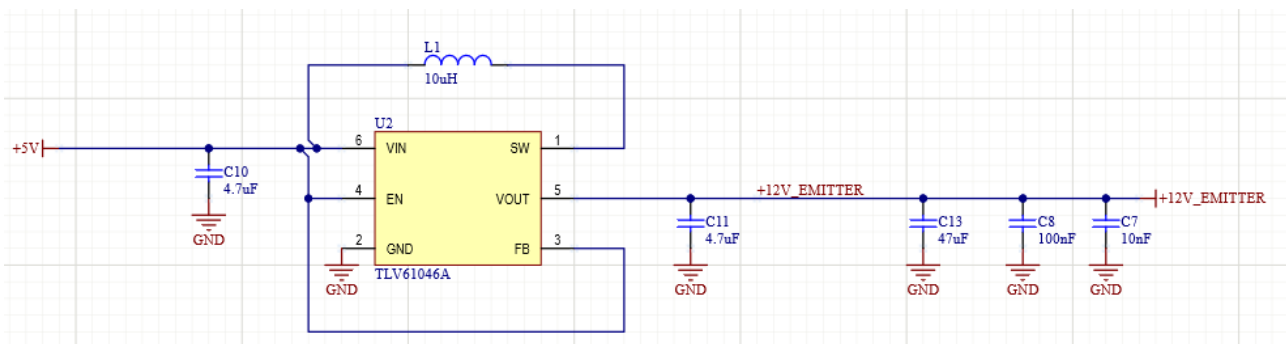 L1
10uH
U2
+5V
6
VIN
SW
1
C10
4.7uF
4
EN
VOUT
5
+12V_EMITTER
+12V_EMITTER
C11
4.7uF
C13
47uF
C8
100nF
C7
10nF
GND
2
GND
FB
3
TLV61046A
GND
GND
GND
GND
GND